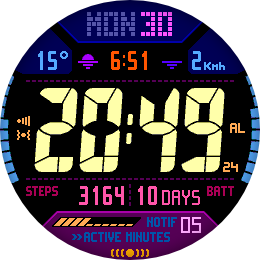 MON 30
15° 6:51 2 Kmh
20:49
AL
24
STEPS 3164 10 DAYS BATT
NOTIF 05
»ACTIVE MINUTES